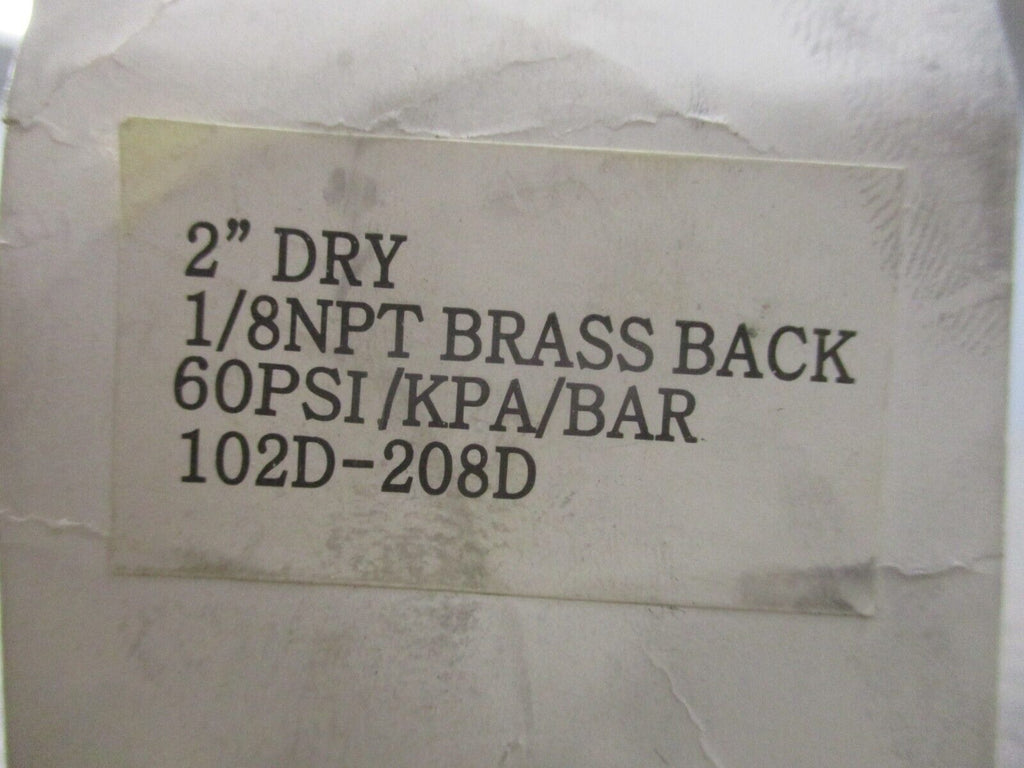 2” DRY
1/8NPT BRASS BACK
60PSI/KPA/BAR
102D-208D